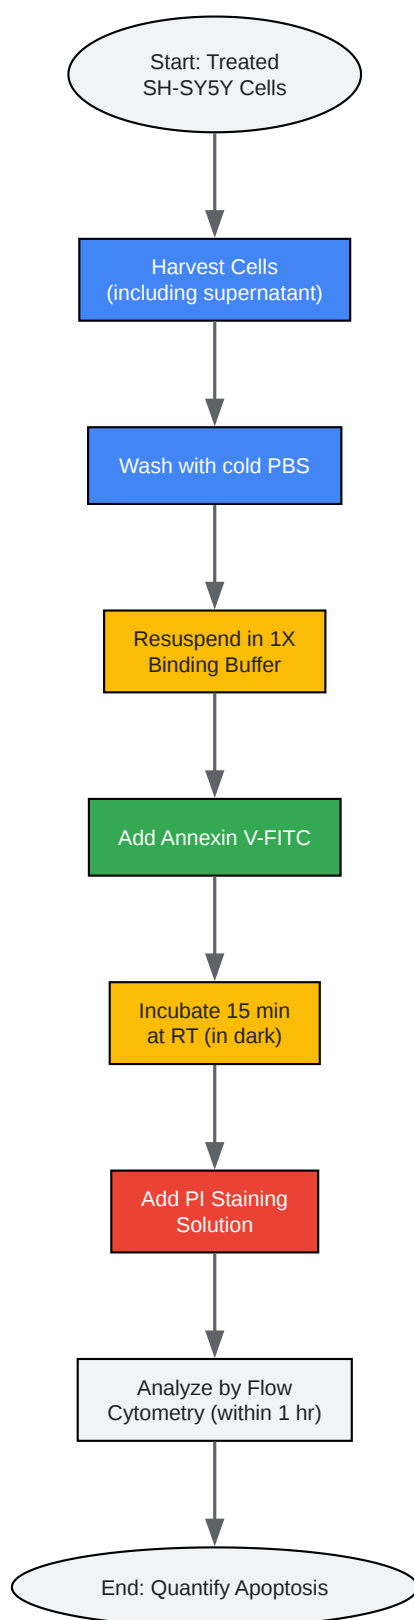 Start: Treated
SH-SY5Y Cells
Harvest Cells
(including supernatant)
Wash with cold PBS
Resuspend in 1X
Binding Buffer
Add Annexin V-FITC
Incubate 15 min
at RT (in dark)
Add PI Staining
Solution
Analyze by Flow
Cytometry (within 1 hr)
End: Quantify Apoptosis